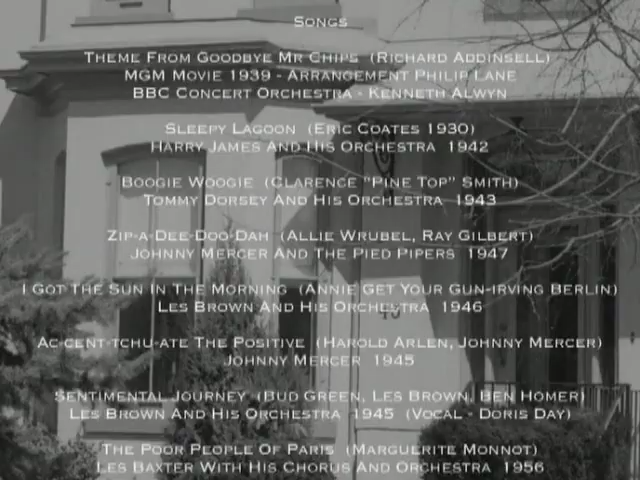 Songs
Theme From Goodbye Mr Chips (Richard Addinsell)
MGM Movie 1939 - Arrangement Philip Lane
BBC Concert Orchestra - Kenneth Alwyn
Sleepy Lagoon (Eric Coates 1930)
Harry James And His Orchestra 1942
Boogie Woogie (Clarence "Pine Top" Smith)
Tommy Dorsey And His Orchestra 1943
Zip-a-Dee-Doo-Dah (Allie Wrubel, Ray Gilbert)
Johnny Mercer And The Pied Pipers 1947
I Got The Sun In The Morning (Annie Get Your Gun-Irving Berlin)
Les Brown And His Orchestra 1946
Ac-cent-tchu-ate The Positive (Harold Arlen, Johnny Mercer)
Johnny Mercer 1945
Sentimental Journey (Bud Green, Les Brown, Ben Homer)
Les Brown And His Orchestra 1945 (Vocal - Doris Day)
The Poor People Of Paris (Marguerite Monnot)
Les Baxter With His Chorus And Orchestra 1956